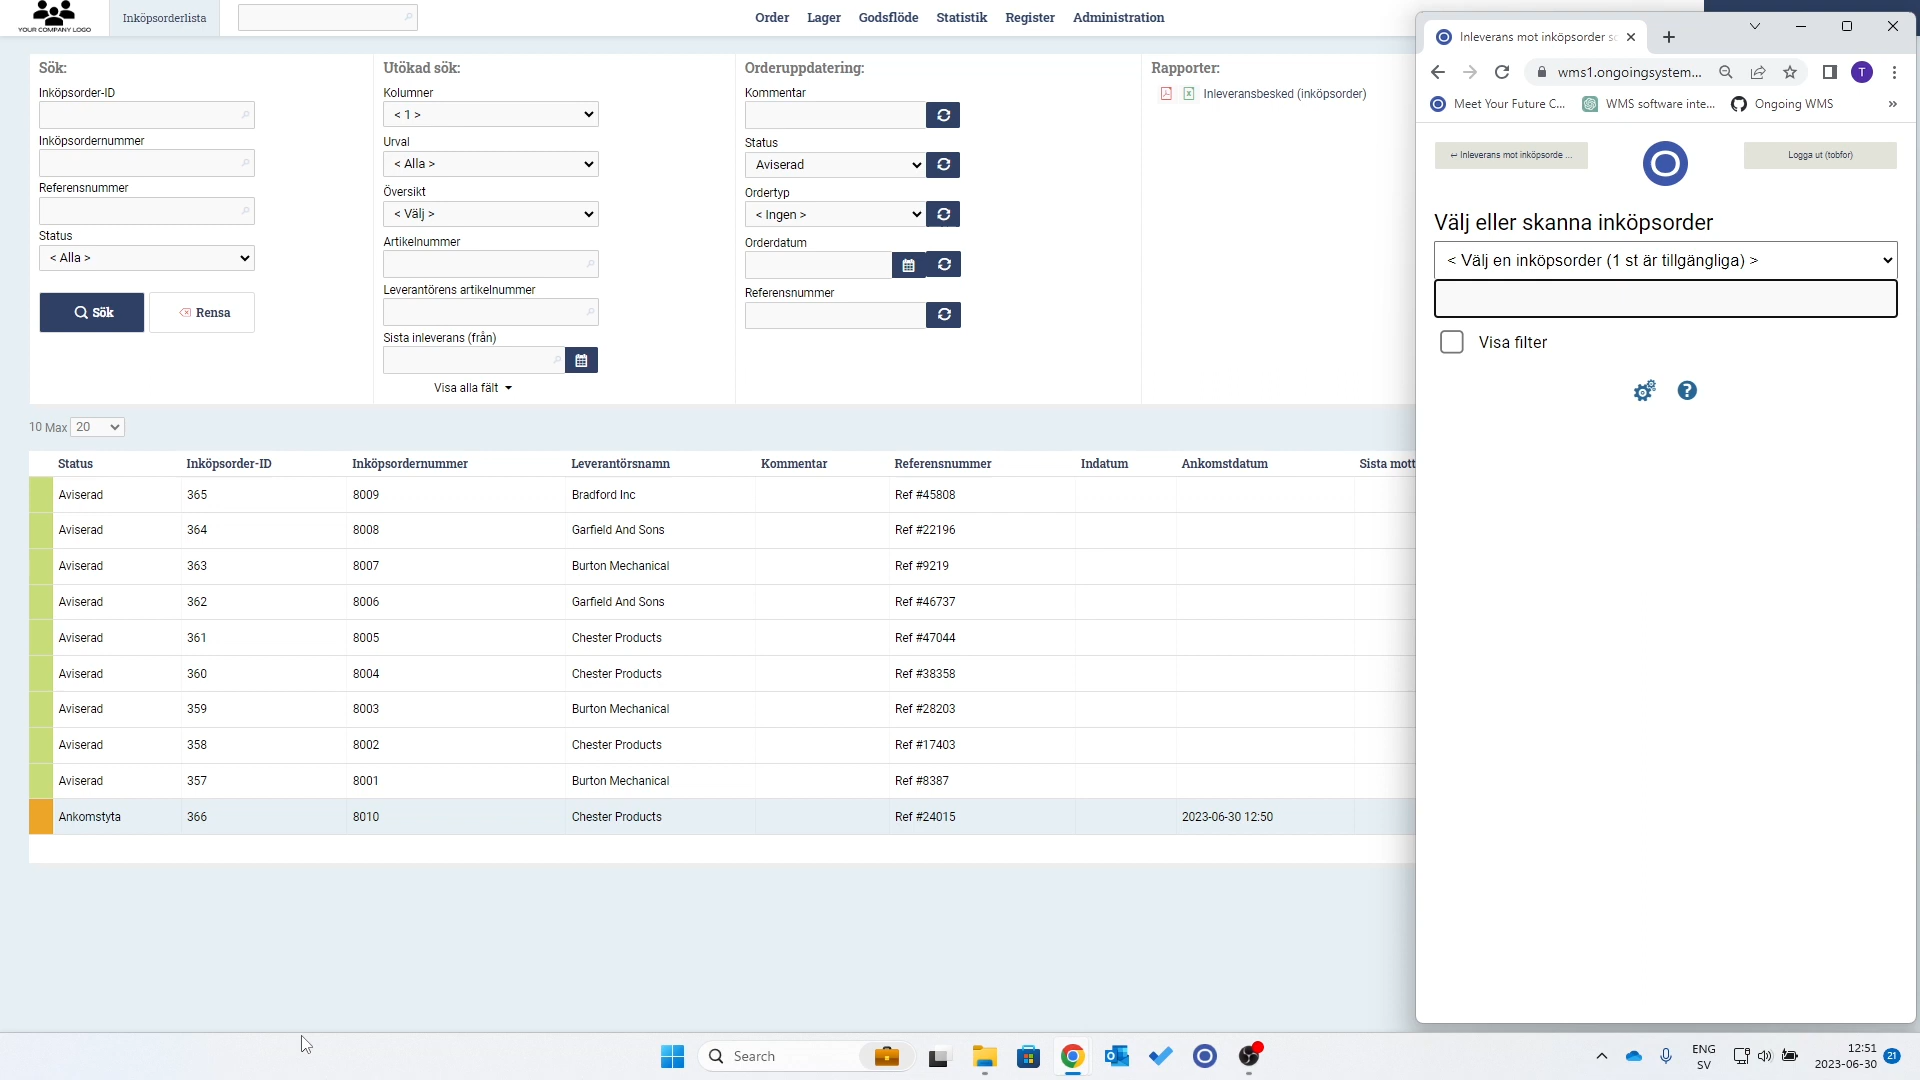 YOUR COMPANY LOGO
Inköpsorderlista
Order Lager Godsflöde Statistik Register Administration
Sök:
Inköpsorder-ID
Inköpsordernummer
Referensnummer
Status
< Alla >
Sök Rensa
Utökad sök:
Kolumner
< 1 >
Urval
< Alla >
Översikt
< Välj >
Artikelnummer
Leverantörens artikelnummer
Sista inleverans (från)
Visa alla fält
Orderuppdatering:
Kommentar
Status
Aviserad
Ordertyp
< Ingen >
Orderdatum
Referensnummer
Rapporter:
Inleveransbesked (inköpsorder)
10 Max 20
Status Inköpsorder-ID Inköpsordernummer Leverantörsnamn Kommentar Referensnummer Indatum Ankomstdatum Sista mott
Aviserad 365 8009 Bradford Inc Ref #45808
Aviserad 364 8008 Garfield And Sons Ref #22196
Aviserad 363 8007 Burton Mechanical Ref #9219
Aviserad 362 8006 Garfield And Sons Ref #46737
Aviserad 361 8005 Chester Products Ref #47044
Aviserad 360 8004 Chester Products Ref #38358
Aviserad 359 8003 Burton Mechanical Ref #28203
Aviserad 358 8002 Chester Products Ref #17403
Aviserad 357 8001 Burton Mechanical Ref #8387
Ankomstyta 366 8010 Chester Products Ref #24015 2023-06-30 12:50
Inleverans mot inköpsorder sc
wms1.ongoingsystem...
T
Meet Your Future C... WMS software inte... Ongoing WMS »
↩ Inleverans mot inköpsorde ...
Logga ut (tobfor)
Välj eller skanna inköpsorder
< Välj en inköpsorder (1 st är tillgängliga) >
Visa filter
?
Search
ENG
SV
12:51
2023-06-30
21